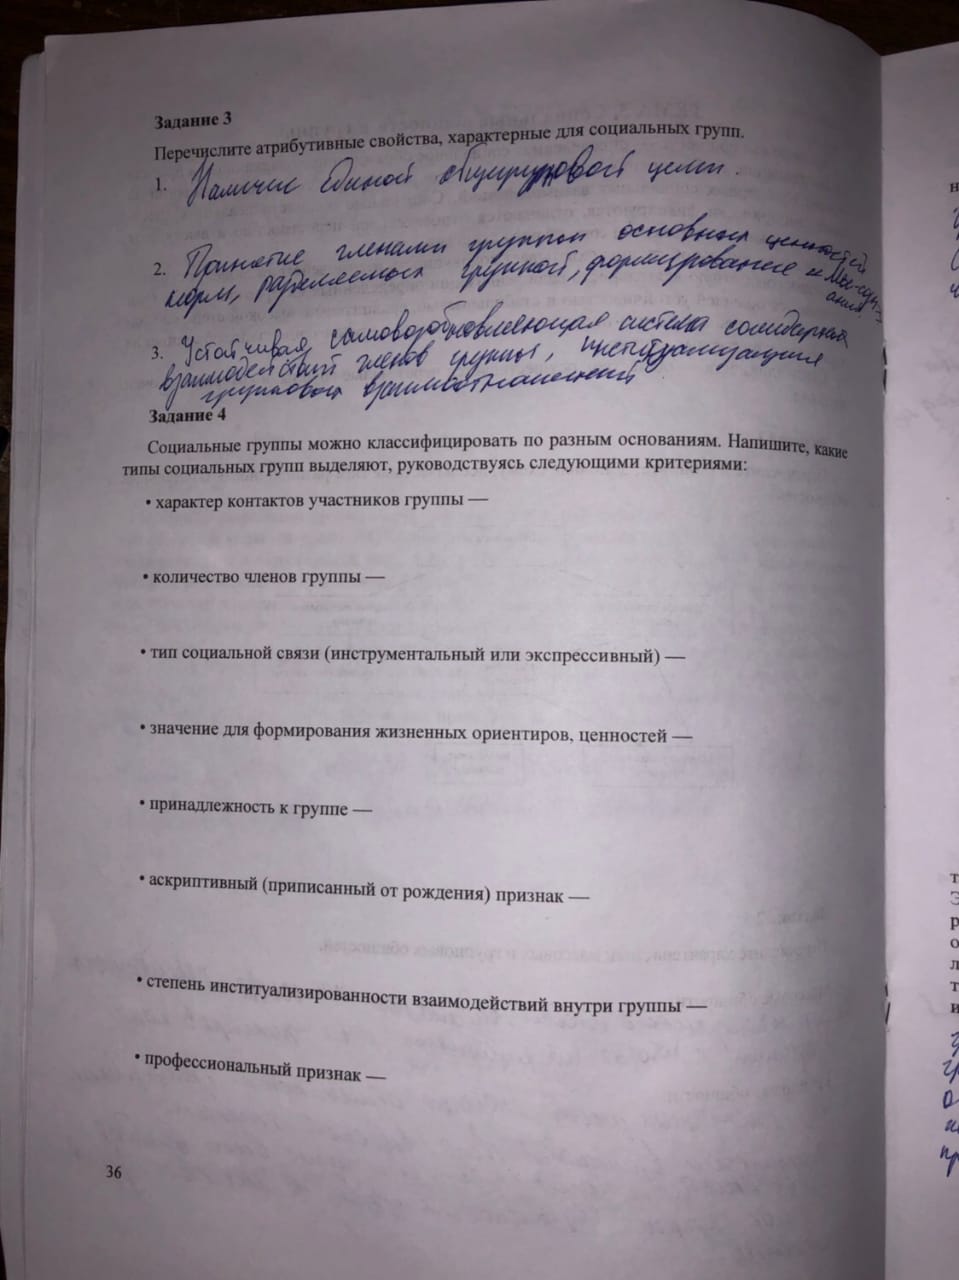 Задание 3
Перечислите атрибутивные свойства, характерные для социальных групп.
1. Наличие единой общегрупповой цели.
2. Принятие членами группы основных ценностей
норм, разделяемых группой, формирование
3. Устойчивая самовозобновляющая система солидарных
взаимодействий членов группы,
групповых взаимоотношений
Задание 4
Социальные группы можно классифицировать по разным основаниям. Напишите, какие
типы социальных групп выделяют, руководствуясь следующими критериями:
• характер контактов участников группы —
• количество членов группы —
• тип социальной связи (инструментальный или экспрессивный) —
• значение для формирования жизненных ориентиров, ценностей —
• принадлежность к группе —
• аскриптивный (приписанный от рождения) признак —
• степень институализированности взаимодействий внутри группы —
• профессиональный признак —
36